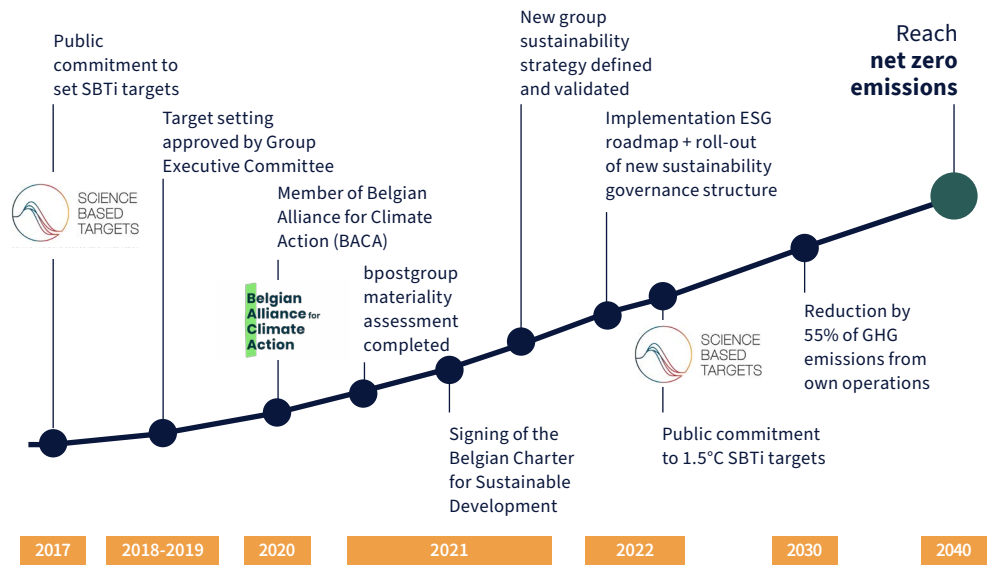 Public
commitment to
set SBTi targets
SCIENCE
BASED
TARGETS
Target setting
approved by Group
Executive Committee
Member of Belgian
Alliance for Climate
Action (BACA)
Belgian
Alliance for
Climate
Action
bpostgroup
materiality
assessment
completed
Signing of the
Belgian Charter
for Sustainable
Development
New group
sustainability
strategy defined
and validated
Implementation ESG
roadmap + roll-out
of new sustainability
governance structure
SCIENCE
BASED
TARGETS
Public commitment
to 1.5°C SBTi targets
Reduction by
55% of GHG
emissions from
own operations
Reach
net zero
emissions
2017
2018-2019
2020
2021
2022
2030
2040